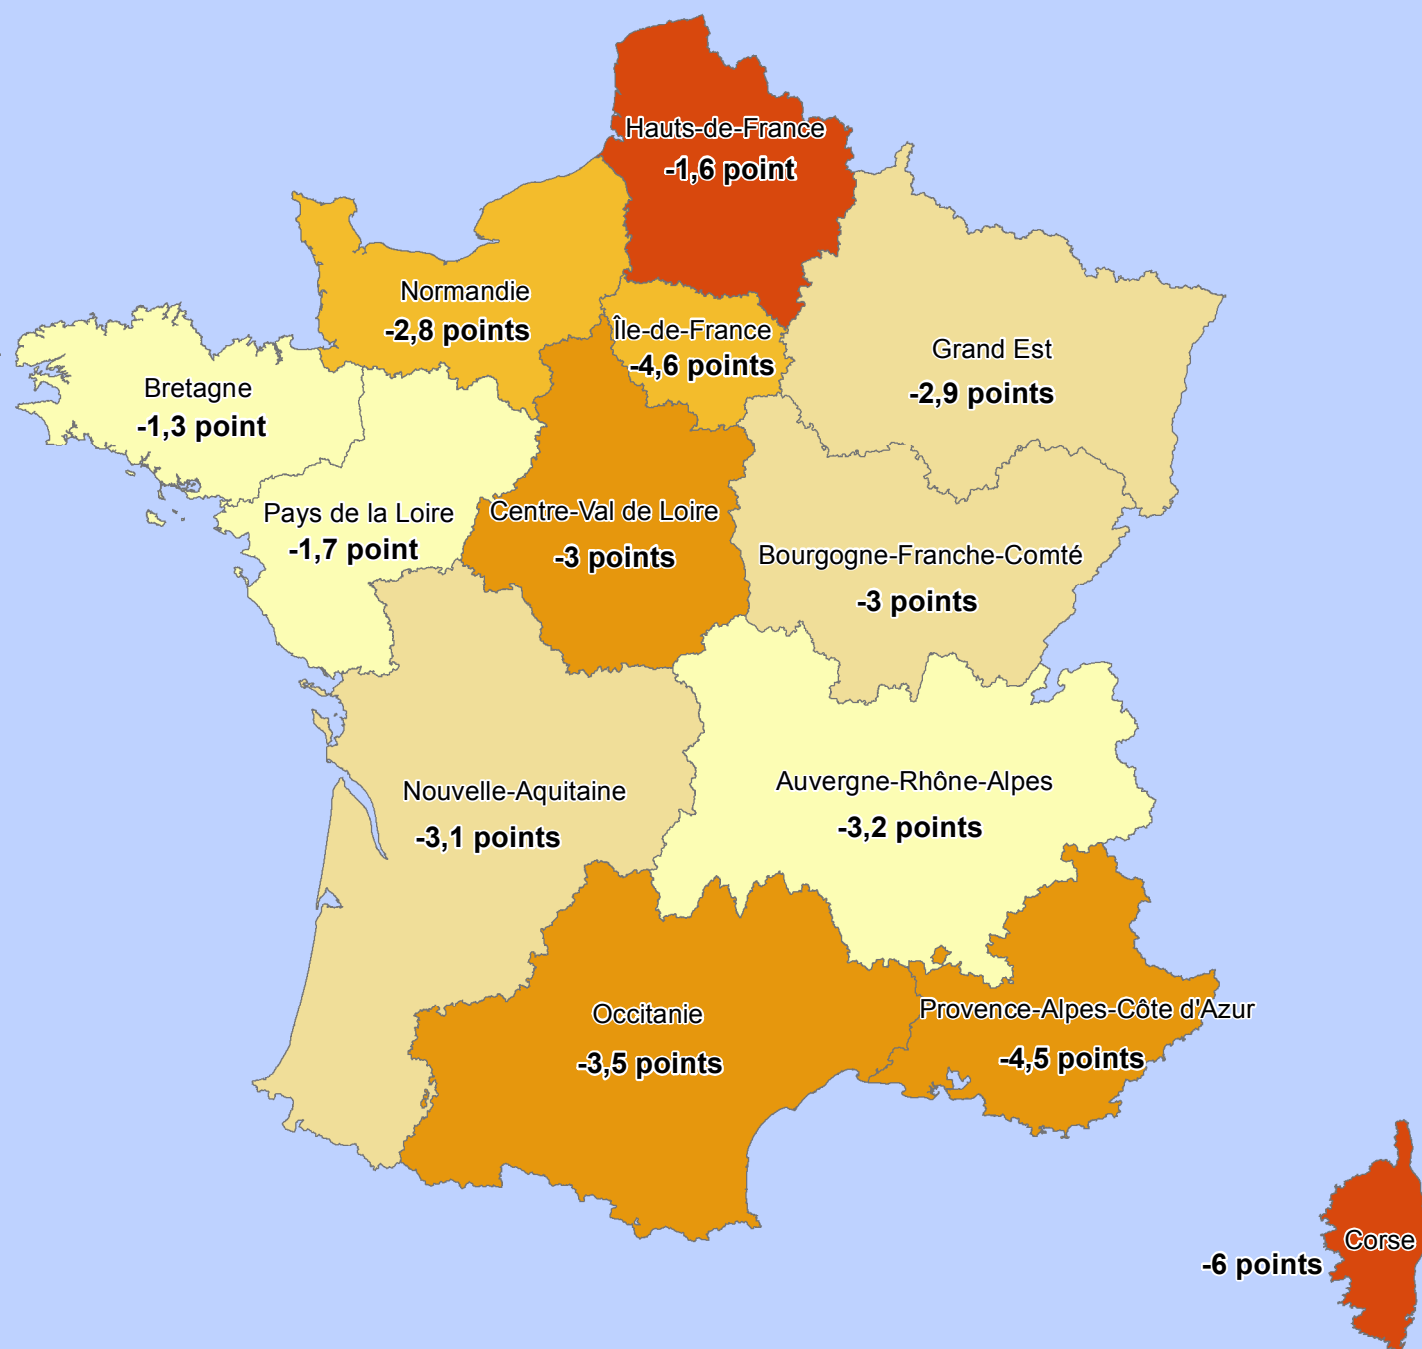 Hauts-de-France
-1,6 point
Normandie
-2,8 points
Île-de-France
-4,6 points
Grand Est
-2,9 points
Bretagne
-1,3 point
Pays de la Loire
-1,7 point
Centre-Val de Loire
-3 points
Bourgogne-Franche-Comté
-3 points
Nouvelle-Aquitaine
-3,1 points
Auvergne-Rhône-Alpes
-3,2 points
Occitanie
-3,5 points
Provence-Alpes-Côte d'Azur
-4,5 points
Corse
-6 points